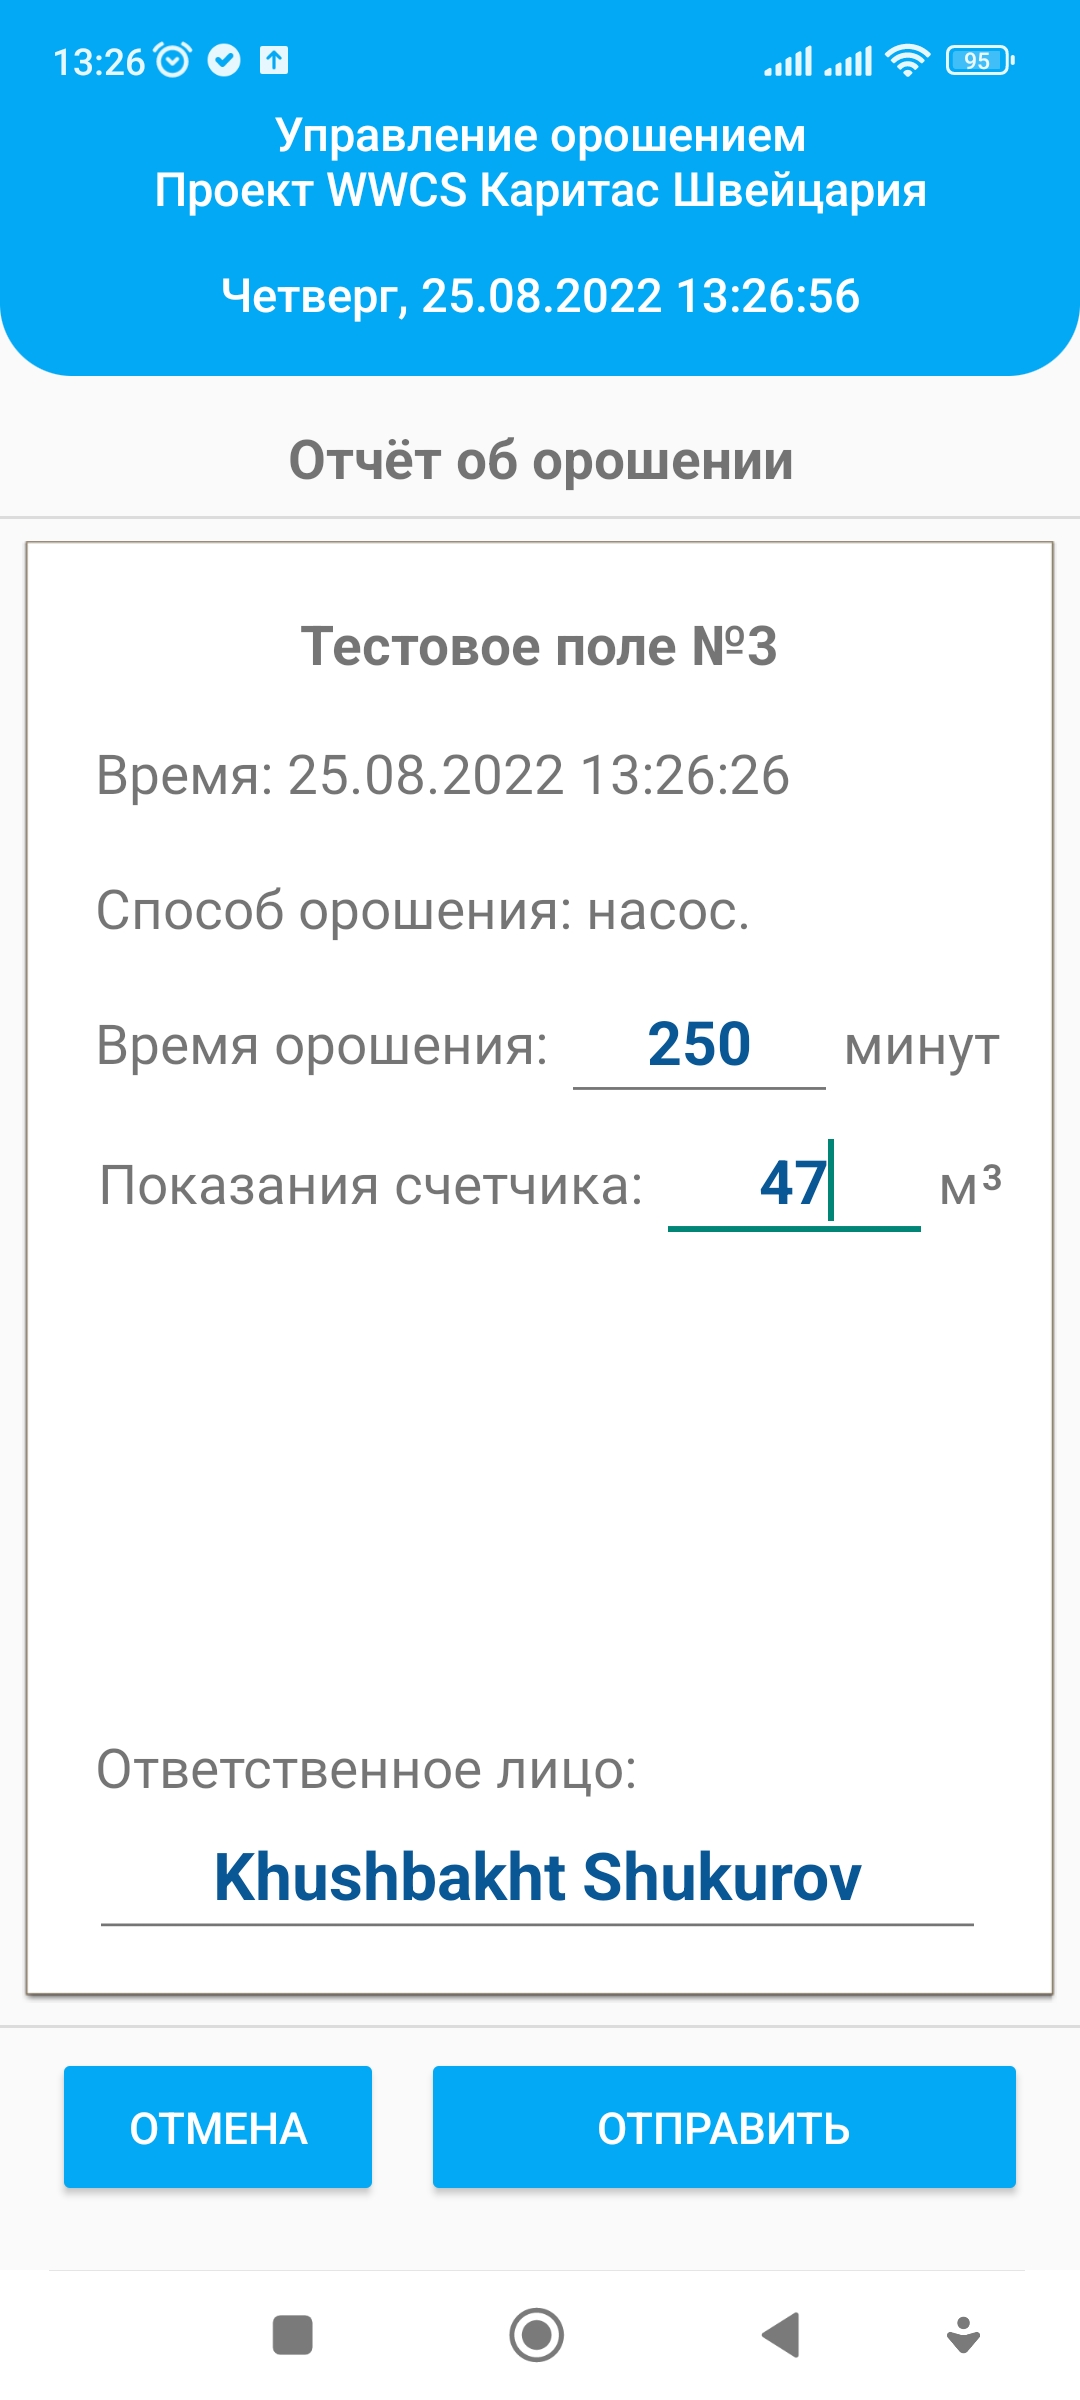 13:26
95
Управление орошением
Проект WWCS Каритас Швейцария
Четверг, 25.08.2022 13:26:56
Отчёт об орошении
Тестовое поле №3
Время: 25.08.2022 13:26:26
Способ орошения: насос.
Время орошения: 250 минут
Показания счетчика: 47 м³
Ответственное лицо:
Khushbakht Shukurov
ОТМЕНА ОТПРАВИТЬ